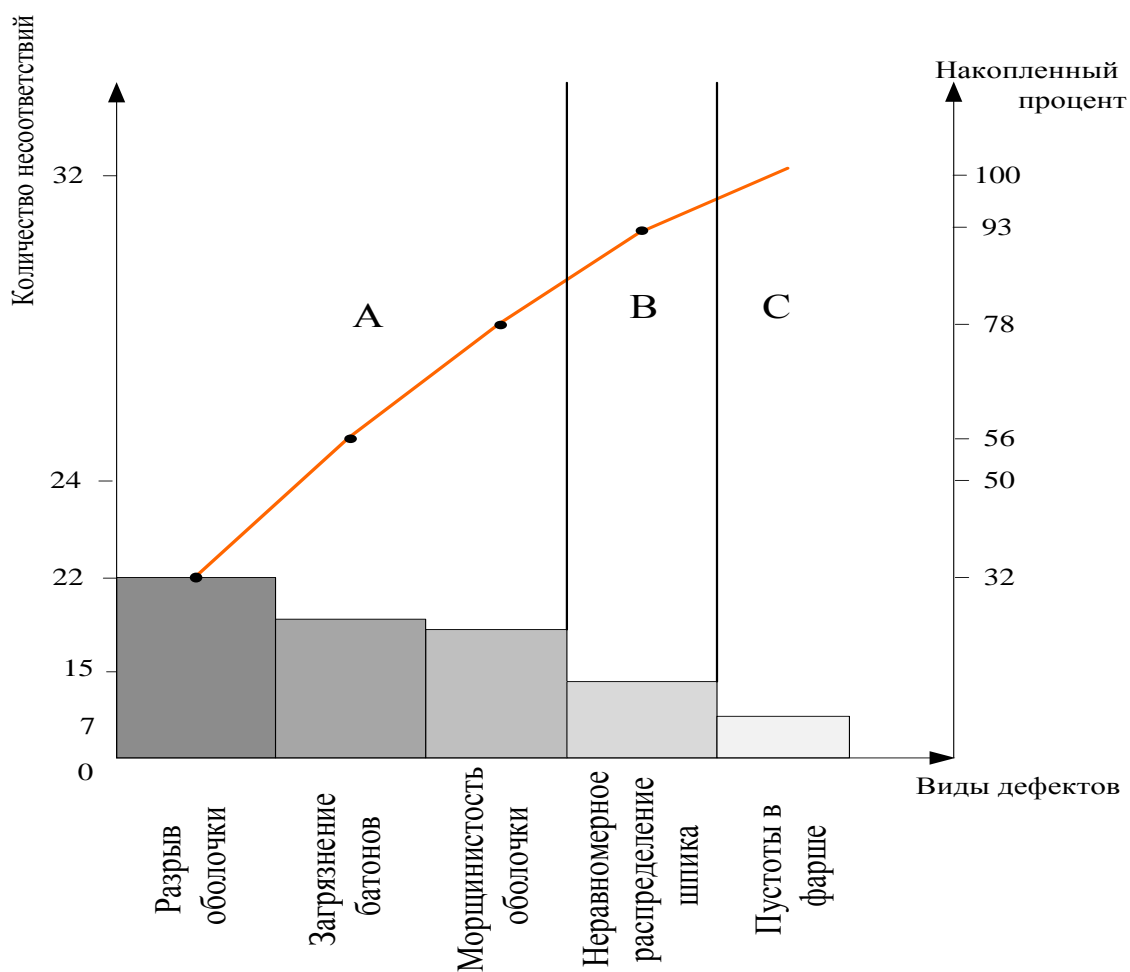 Количество несоответствий
32
24
22
15
7
0
A
B
C
Накопленный
процент
100
93
78
56
50
32
Виды дефектов
Разрыв
оболочки
Загрязнение
батонов
Морщинистость
оболочки
Неравномерное
распределение
шпика
Пустоты в
фарше